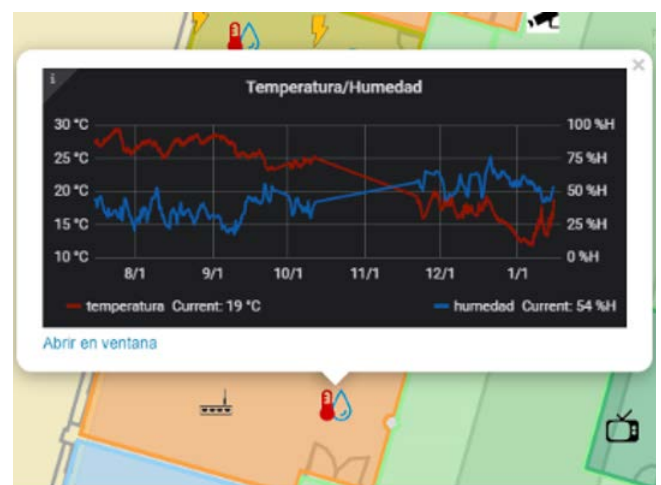 i
Temperatura/Humedad
30 °C
100 %H
25 °C
75 %H
20 °C
50 %H
15 °C
25 %H
10 °C
0 %H
8/1 9/1 10/1 11/1 12/1 1/1
temperatura Current: 19 °C
humedad Current: 54 %H
Abrir en ventana